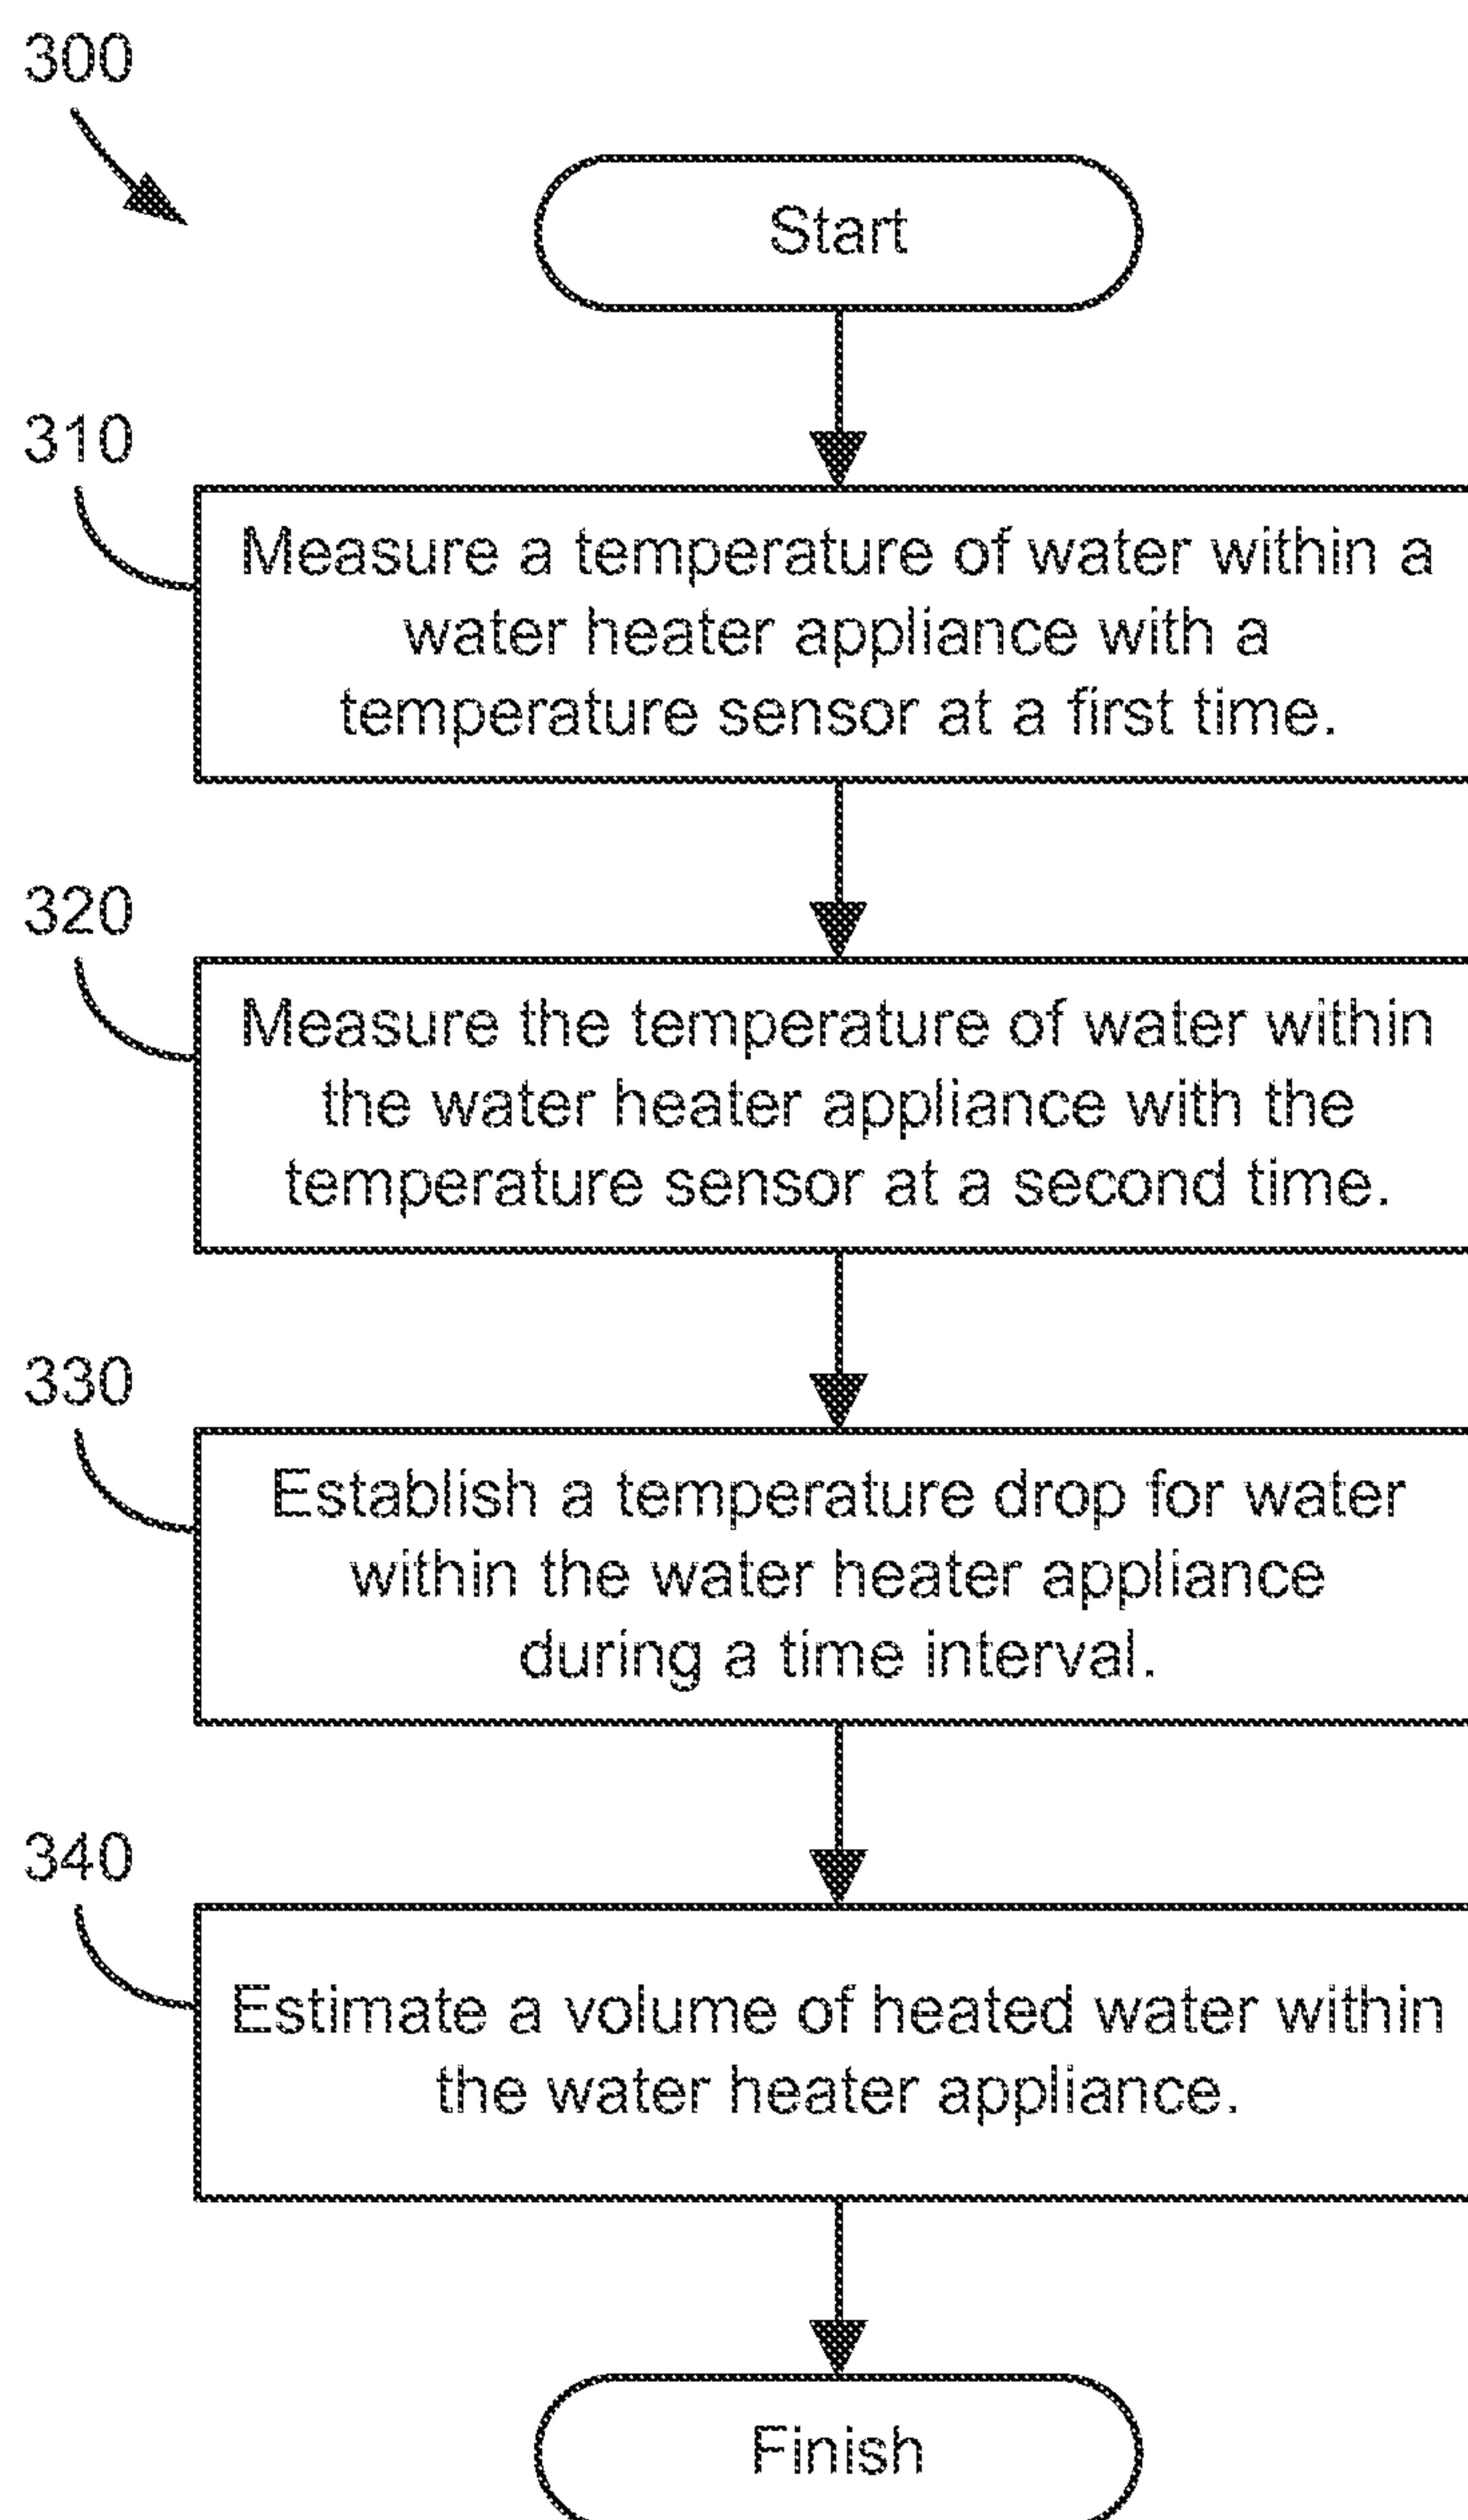 300
Start
310
Measure a temperature of water within a
water heater appliance with a
temperature sensor at a first time.
320
Measure the temperature of water within
the water heater appliance with the
temperature sensor at a second time.
330
Establish a temperature drop for water
within the water heater appliance
during a time interval.
340
Estimate a volume of heated water within
the water heater appliance.
Finish